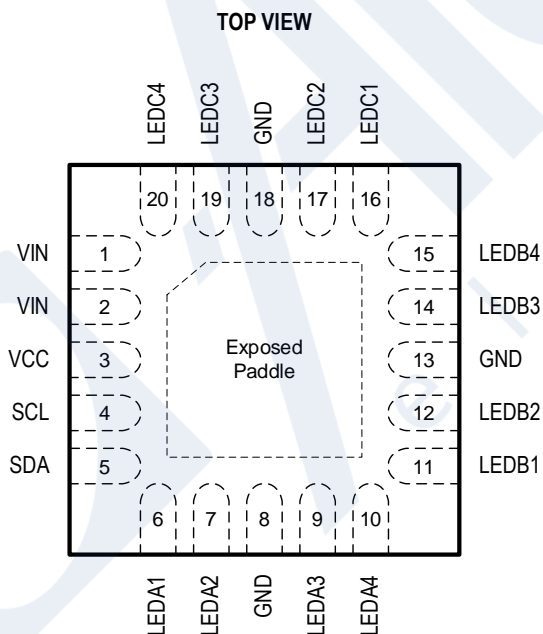 TOP VIEW
LEDC4
LEDC3
GND
LEDC2
LEDC1
20
19
18
17
16
VIN
1
15
LEDB4
VIN
2
14
LEDB3
VCC
3
Exposed
Paddle
13
GND
SCL
4
12
LEDB2
SDA
5
11
LEDB1
6
7
8
9
10
LEDA1
LEDA2
GND
LEDA3
LEDA4